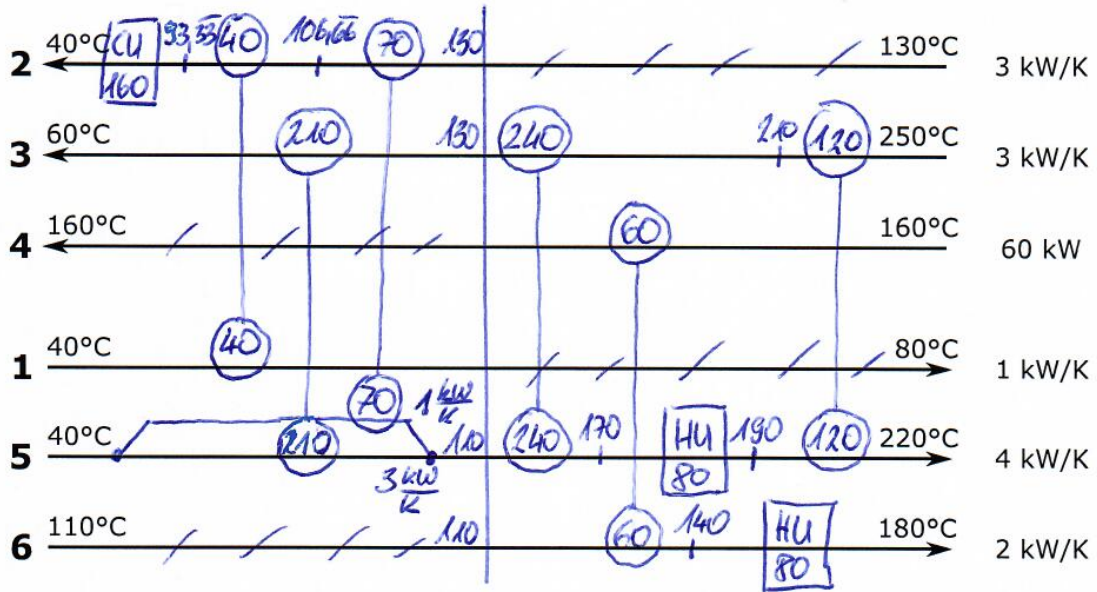 40°C CU 160 93,33 40 106,66 70 130 130°C
2 3 kW/K
60°C 210 130 240 210 120 250°C
3 3 kW/K
160°C 60 160°C
4 60 kW
40°C 40 80°C
1 1 kW/K
70 1 kW/K
40°C 210 110 240 170 HU 80 190 120 220°C
5 4 kW/K
3 kW/K
110°C 110 60 140 HU 80 180°C
6 2 kW/K